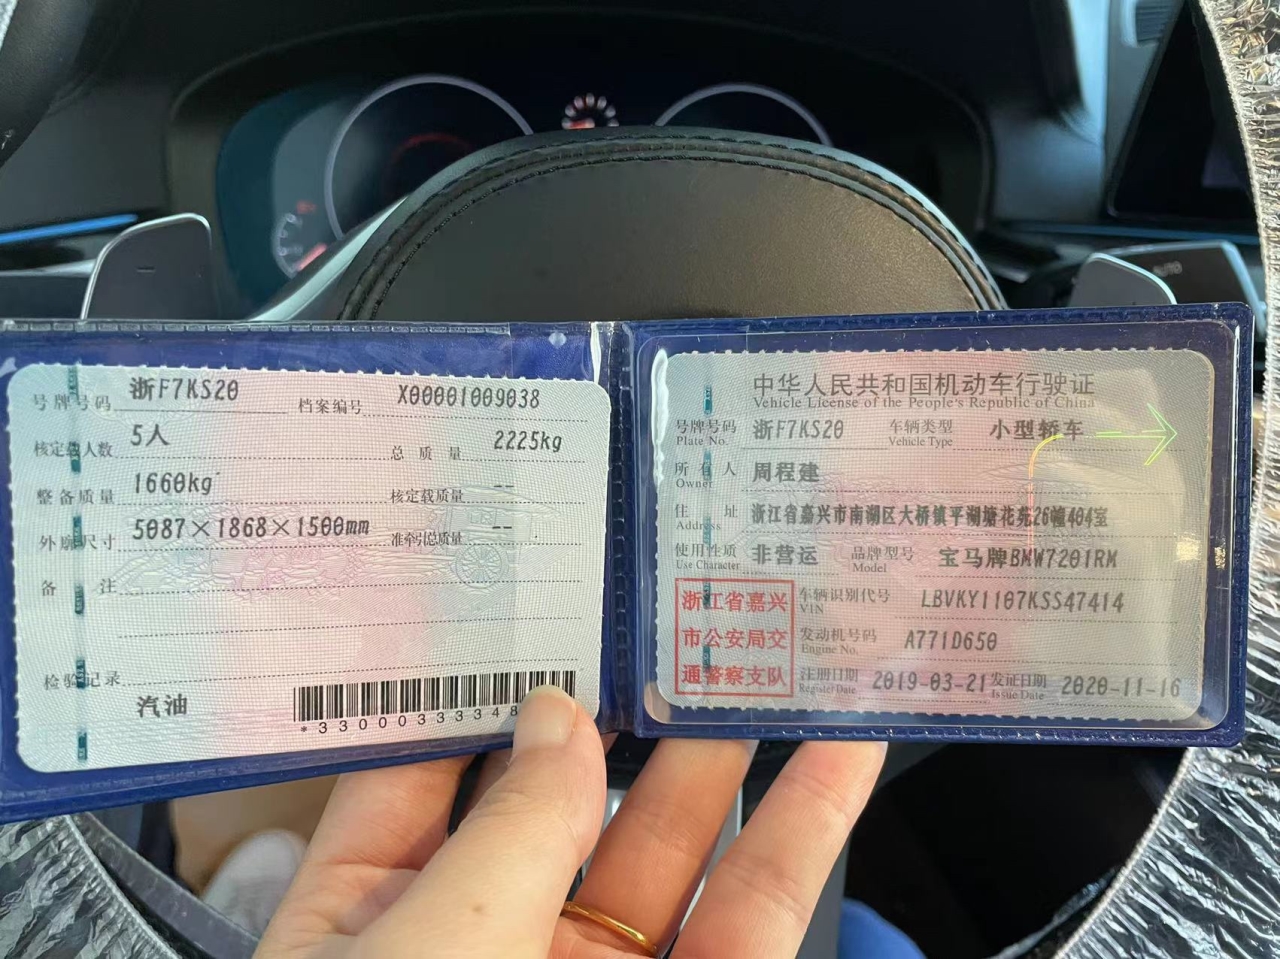 号牌号码 浙F7KS20 档案编号 X00001009038
核定载人数 5人 总质量 2225kg
整备质量 1660kg 核定载质量 --
外廓尺寸 5087×1868×1500mm 准牵引总质量 --
备注
检验记录
汽油
*33000333348
中华人民共和国机动车行驶证
Vehicle License of the People's Republic of China
号牌号码 浙F7KS20 车辆类型 小型轿车
Plate No. Vehicle Type
所有人 周程建
Owner
住址 浙江省嘉兴市南湖区大桥镇平湖塘花苑26幢404室
Address
使用性质 非营运 品牌型号 宝马牌BMW7201RM
Use Character Model
浙江省嘉兴
市公安局交
通警察支队
车辆识别代号 LBVKY1107KSS47414
VIN
发动机号码 A771D650
Engine No.
注册日期 2019-03-21 发证日期 2020-11-16
Register Date Issue Date
AUTO